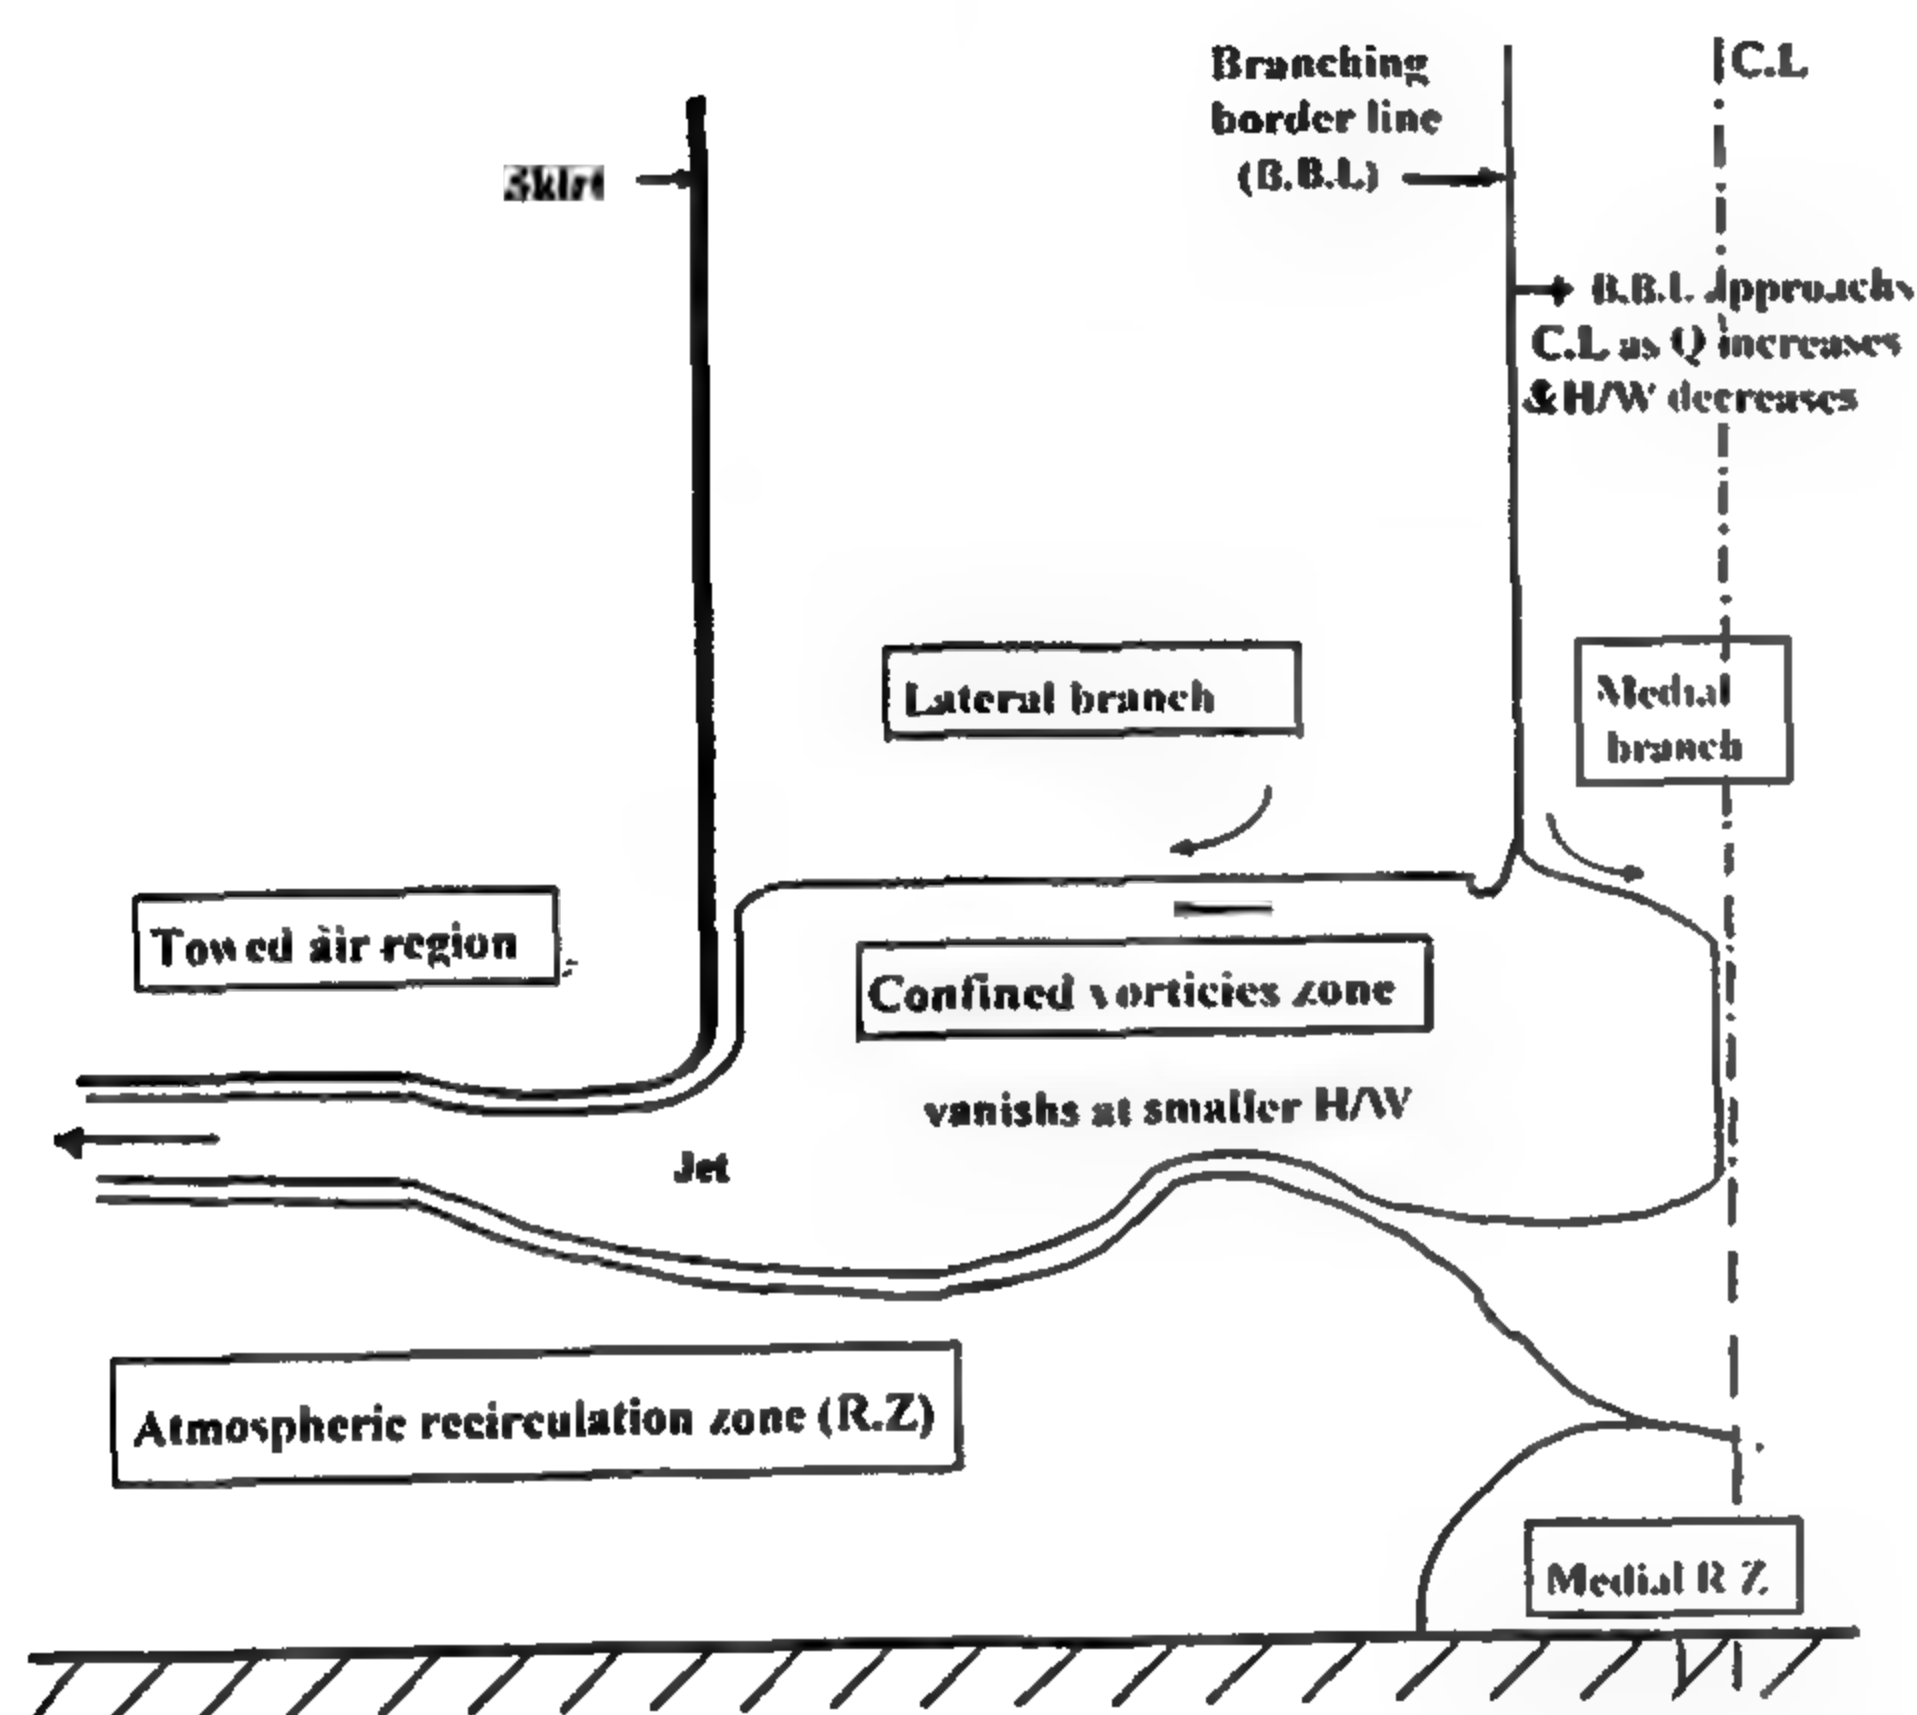 Branching
border line
(B.B.L)
C.L
Skirt
B.B.L approachs
C.L as Q increases
&H/W decreases
Lateral branch
Medial
branch
Towed air region
Confined vorticies zone
vanishs at smaller H/W
Jet
Atmospheric recirculation zone (R.Z)
Medial R Z